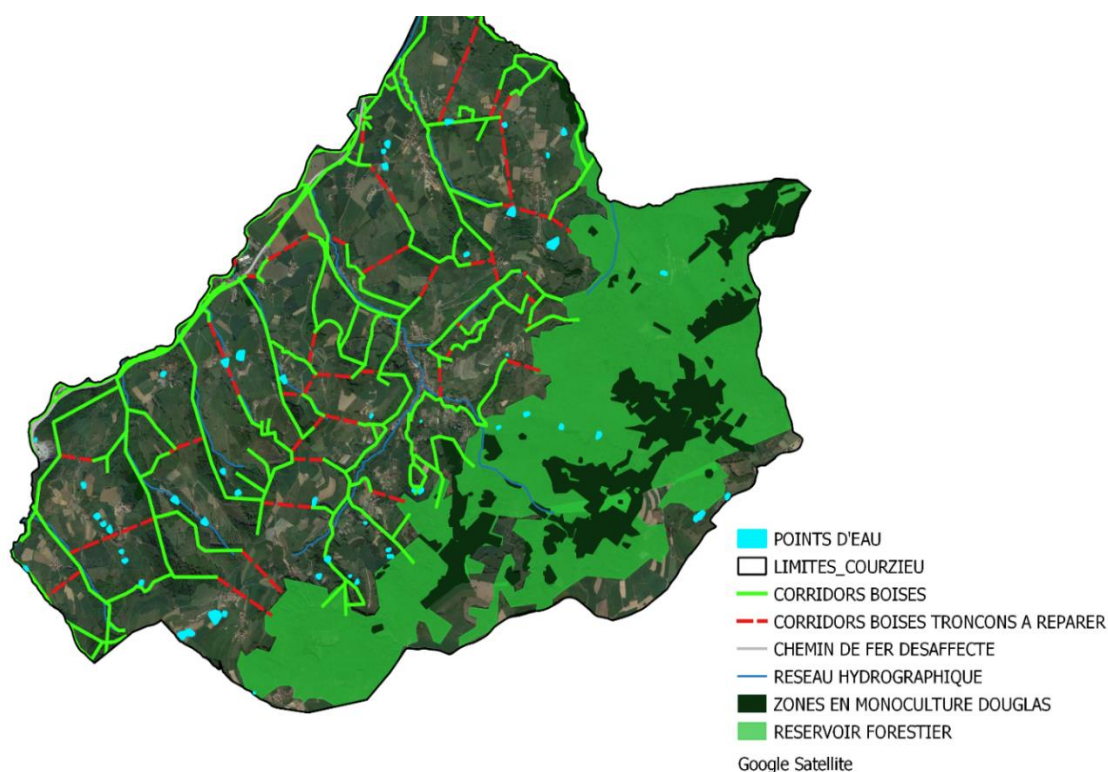 POINTS D'EAU
LIMITES_COURZIEU
CORRIDORS BOISES
CORRIDORS BOISES TRONCONS A REPARER
CHEMIN DE FER DESAFFECTE
RESEAU HYDROGRAPHIQUE
ZONES EN MONOCULTURE DOUGLAS
RESERVOIR FORESTIER
Google Satellite